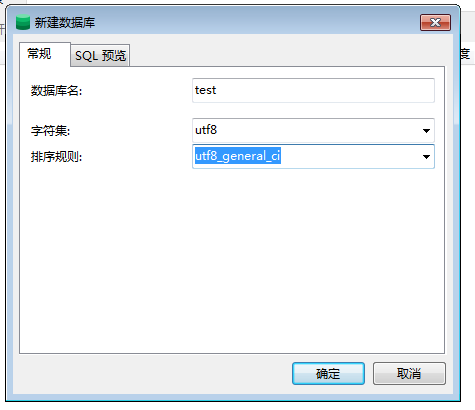 新建数据库
常规
SQL 预览
数据库名:
test
字符集:
utf8
排序规则:
utf8_general_ci
确定
取消
度